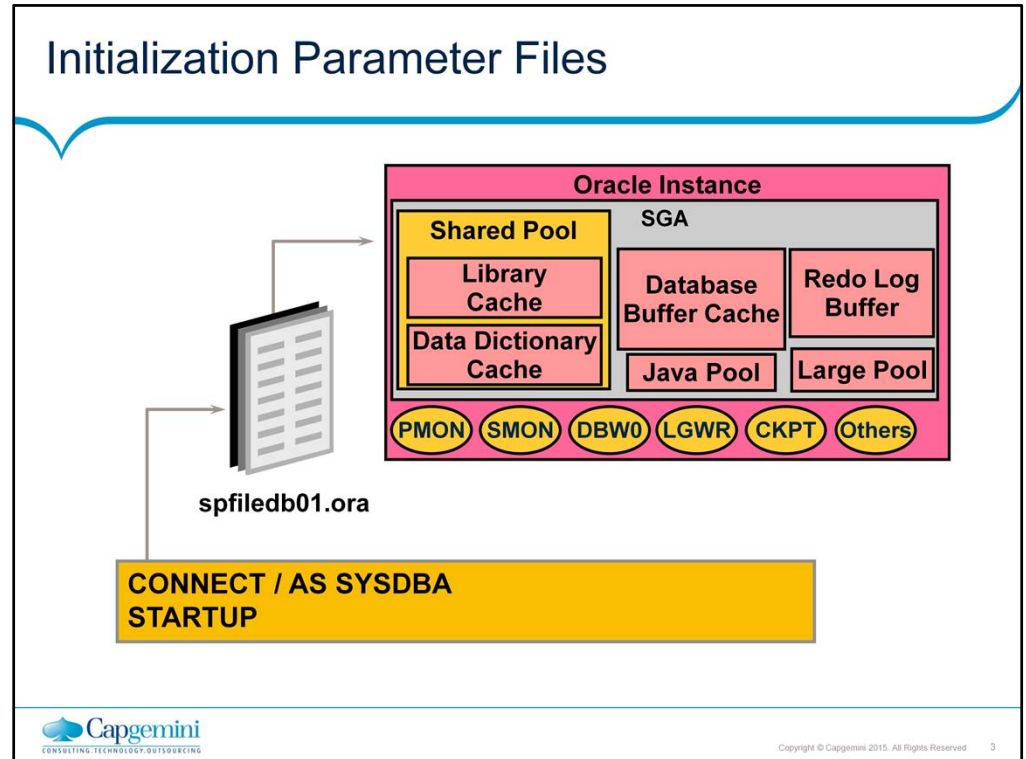 Initialization Parameter Files
Oracle Instance
SGA
Shared Pool
Library
Cache
Data Dictionary
Cache
Database
Buffer Cache
Redo Log
Buffer
Java Pool
Large Pool
PMON
SMON
DBW0
LGWR
CKPT
Others
spfiledb01.ora
CONNECT / AS SYSDBA
STARTUP
Capgemini
CONSULTING.TECHNOLOGY.OUTSOURCING
Copyright © Capgemini 2015. All Rights Reserved 3